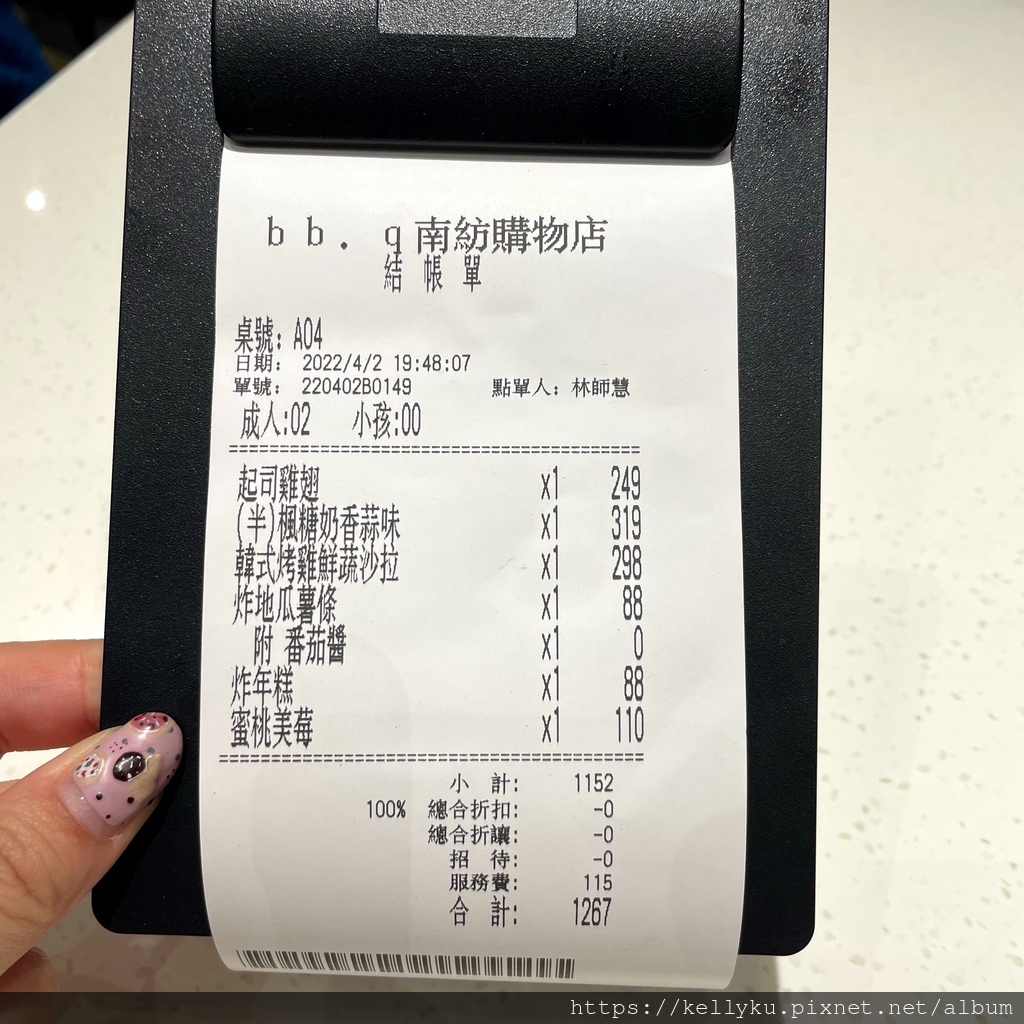 bb.q南紡購物店
結帳單
桌號: A04
日期: 2022/4/2 19:48:07
單號: 220402B0149 點單人: 林師慧
成人:02 小孩:00
起司雞翅 x1 249
(半)楓糖奶香蒜味 x1 319
韓式烤雞鮮蔬沙拉 x1 298
炸地瓜薯條 x1 88
附 番茄醬 x1 0
炸年糕 x1 88
蜜桃美莓 x1 110
小 計: 1152
100% 總合折扣: -0
總合折讓: -0
招 待: -0
服務費: 115
合 計: 1267
https://kellyku.pixnet.net/album